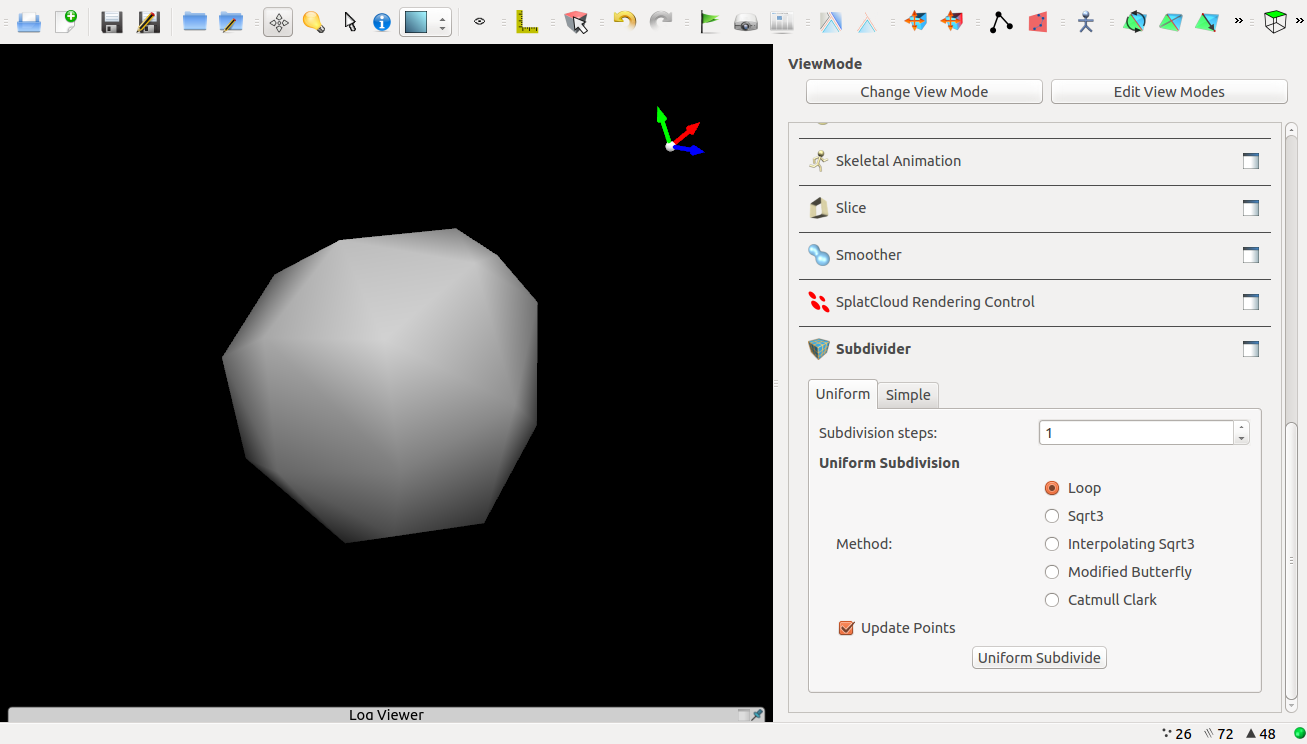 ViewMode
Change View Mode
Edit View Modes
Skeletal Animation
Slice
Smoother
SplatCloud Rendering Control
Subdivider
Uniform
Simple
Subdivision steps:
1
Uniform Subdivision
Loop
Sqrt3
Method:
Interpolating Sqrt3
Modified Butterfly
Catmull Clark
Update Points
Uniform Subdivide
Log Viewer
26 72 48